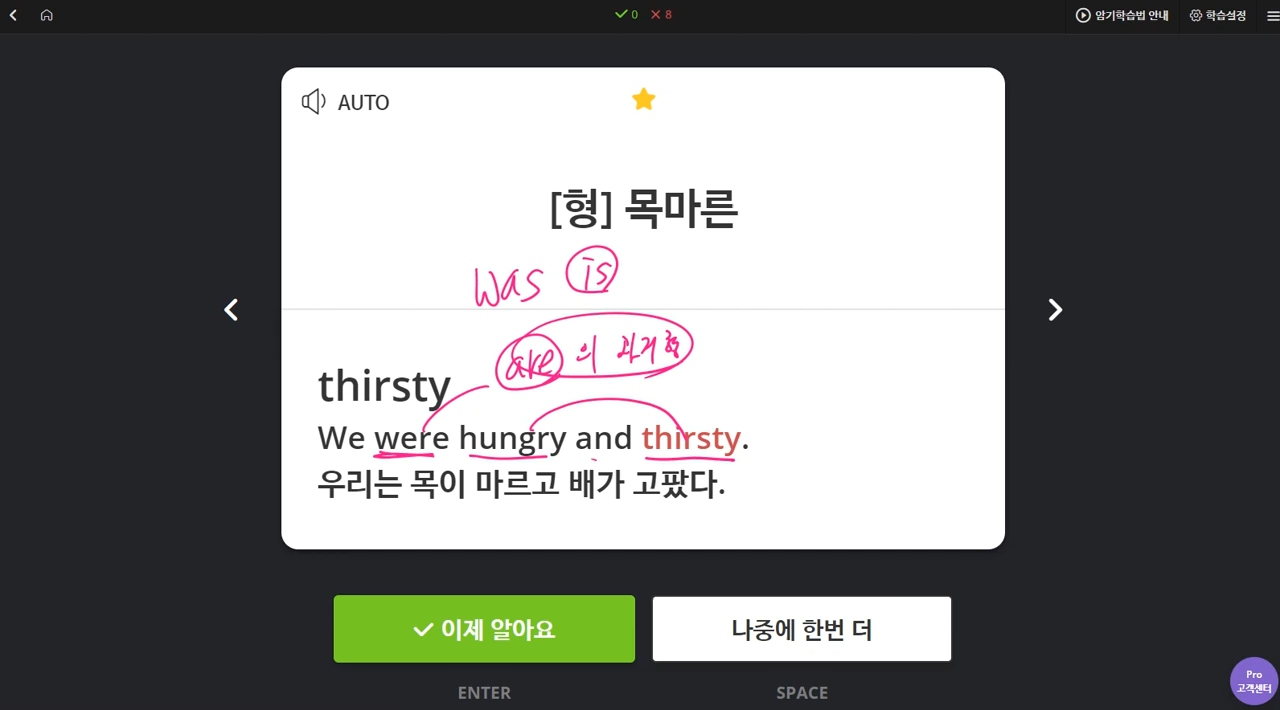 0 8 암기학습법 안내 학습설정
AUTO
[형] 목마른
was is
are 의 과거형
thirsty
We were hungry and thirsty.
우리는 목이 마르고 배가 고팠다.
이제 알아요 나중에 한번 더
ENTER SPACE
Pro
고객센터